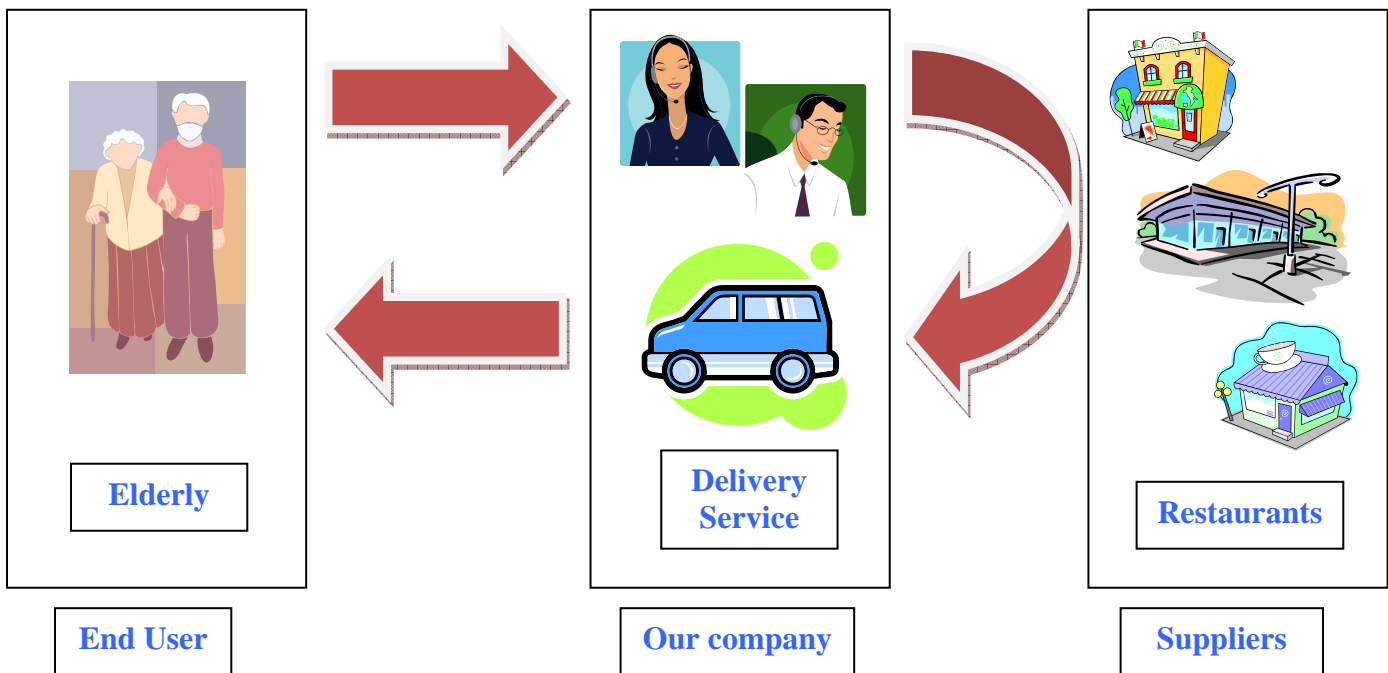 Elderly
Delivery
Service
Restaurants
End User
Our company
Suppliers